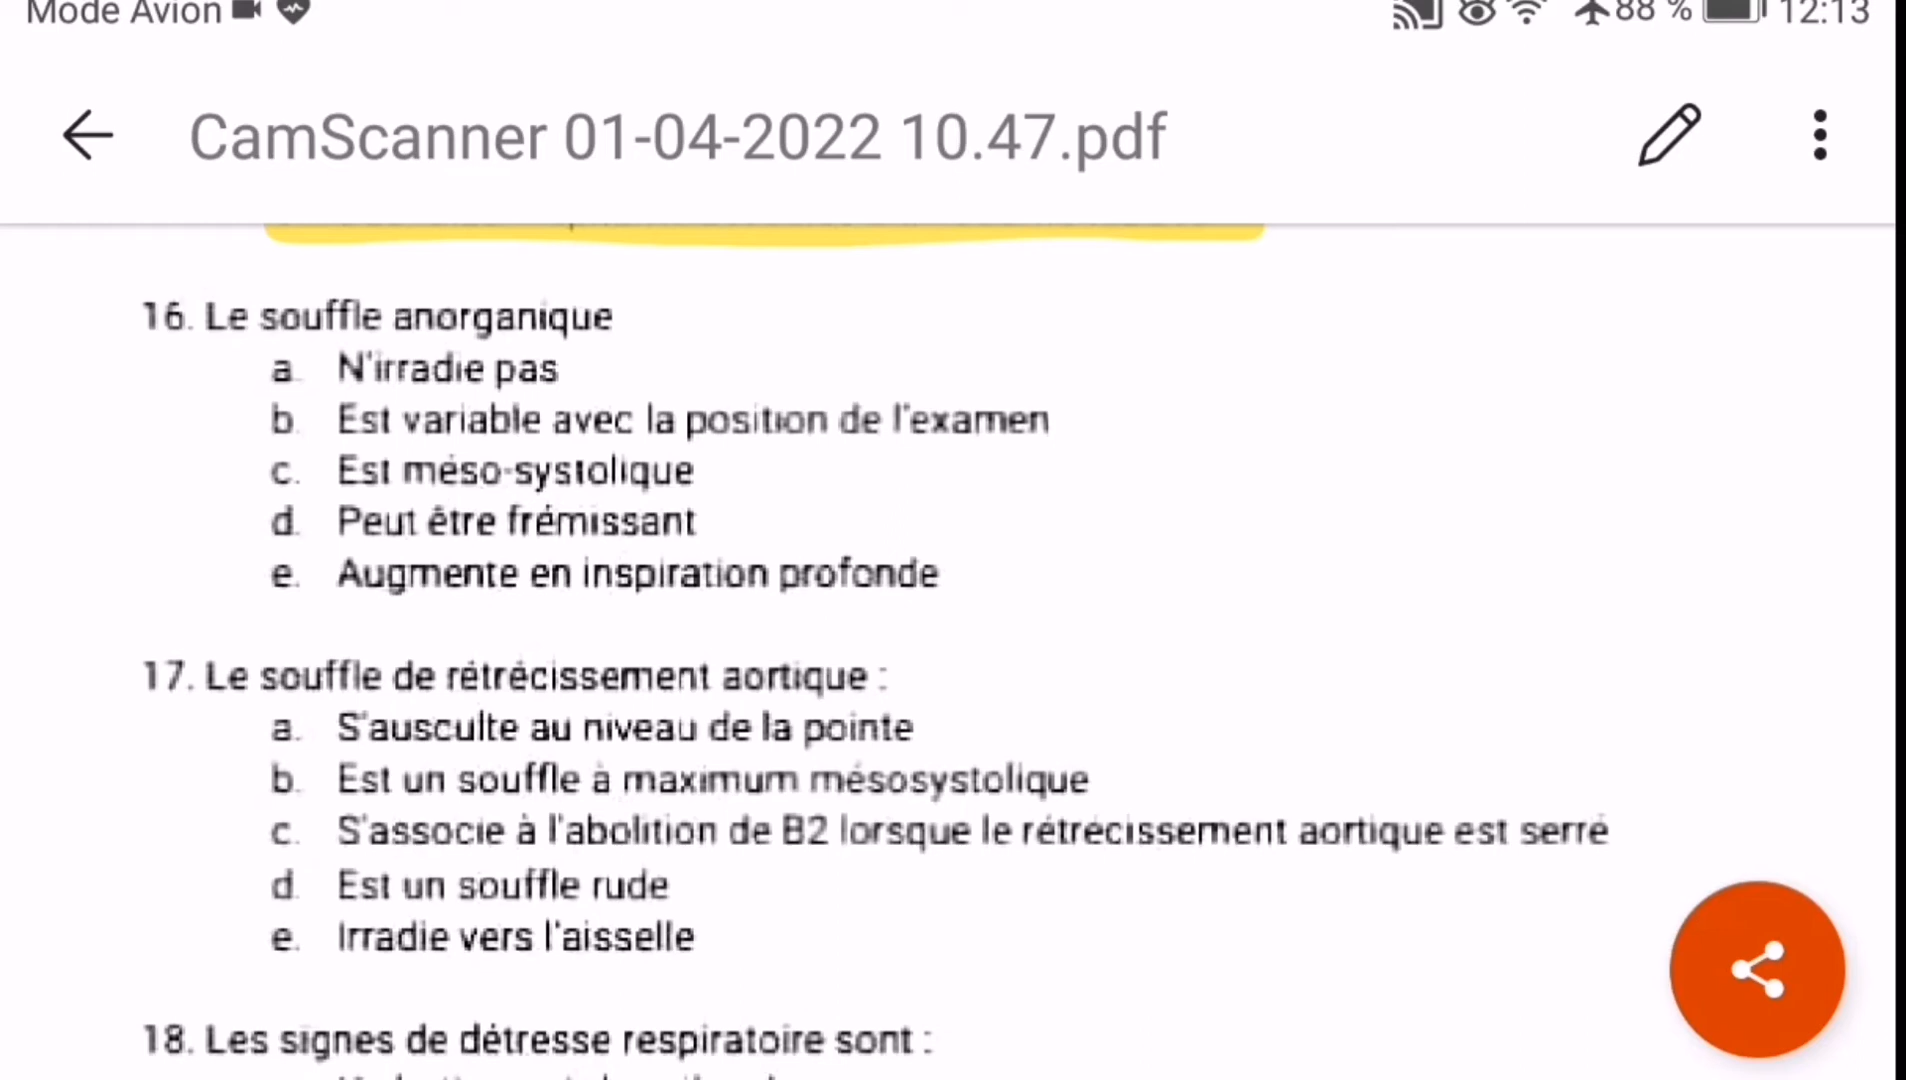 Mode Avion
88 % 12:13
CamScanner 01-04-2022 10.47.pdf
16. Le souffle anorganique
a. N'irradie pas
b. Est variable avec la position de l'examen
c. Est méso-systolique
d. Peut être frémissant
e. Augmente en inspiration profonde
17. Le souffle de rétrécissement aortique :
a. S'ausculte au niveau de la pointe
b. Est un souffle à maximum mésosystolique
c. S'associe à l'abolition de B2 lorsque le rétrécissement aortique est serré
d. Est un souffle rude
e. Irradie vers l'aisselle
18. Les signes de détresse respiratoire sont :